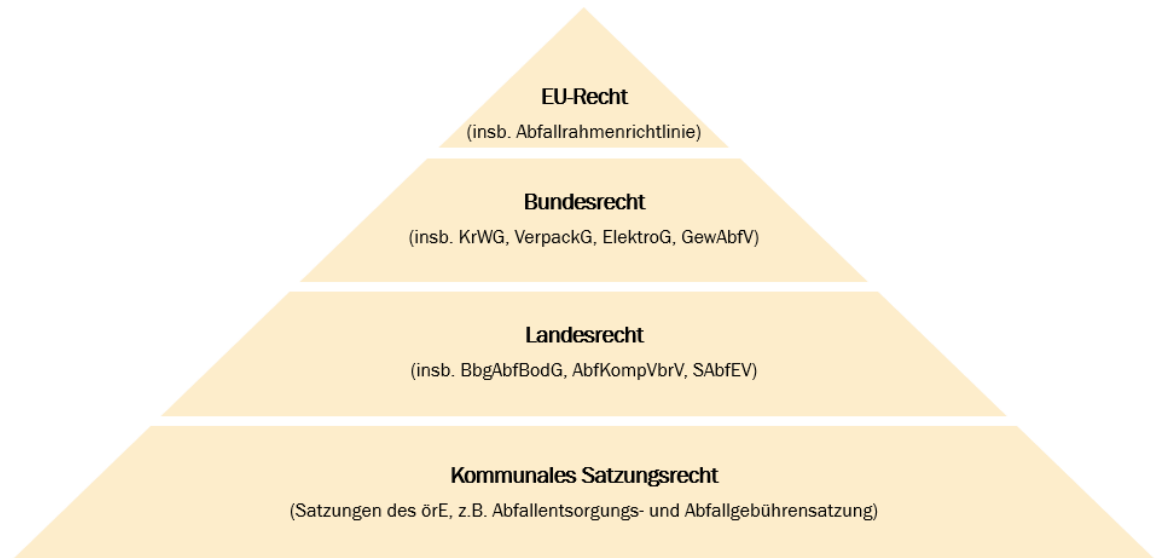 EU-Recht
(insb. Abfallrahmenrichtlinie)
Bundesrecht
(insb. KrWG, VerpackG, ElektroG, GewAbfV)
Landesrecht
(insb. BbgAbfBodG, AbfKompVbrV, SAbfEV)
Kommunales Satzungsrecht
(Satzungen des örE, z.B. Abfallentsorgungs- und Abfallgebührensatzung)